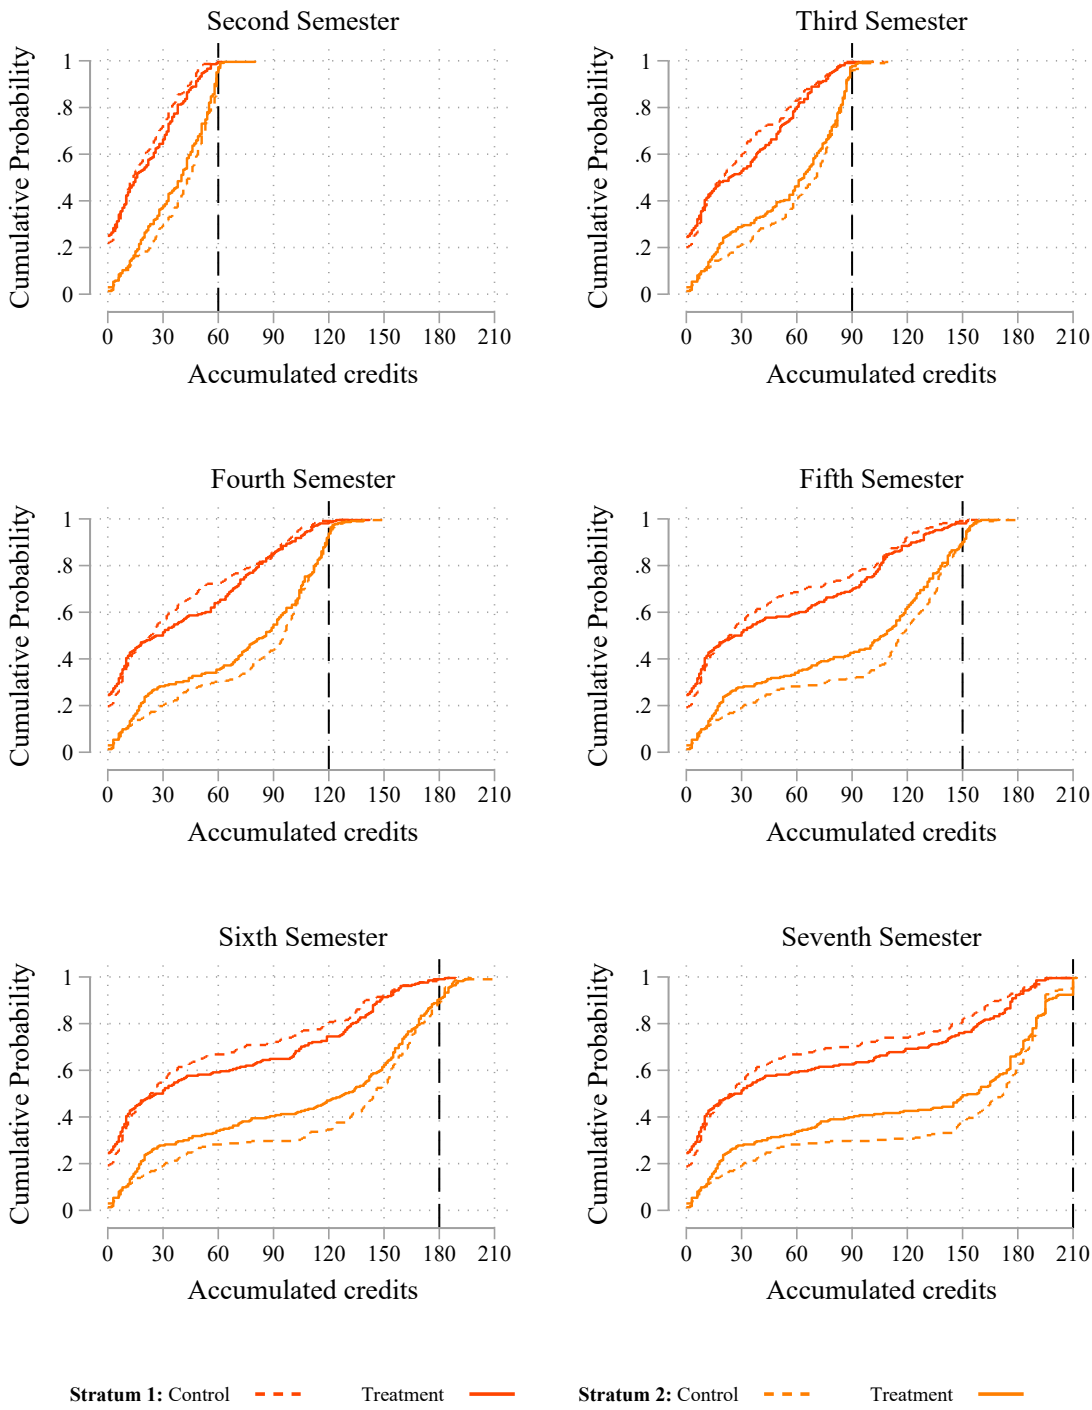 Second Semester
Cumulative Probability
1
.8
.6
.4
.2
0
0 30 60 90 120 150 180 210
Accumulated credits
Third Semester
Cumulative Probability
1
.8
.6
.4
.2
0
0 30 60 90 120 150 180 210
Accumulated credits
Fourth Semester
Cumulative Probability
1
.8
.6
.4
.2
0
0 30 60 90 120 150 180 210
Accumulated credits
Fifth Semester
Cumulative Probability
1
.8
.6
.4
.2
0
0 30 60 90 120 150 180 210
Accumulated credits
Sixth Semester
Cumulative Probability
1
.8
.6
.4
.2
0
0 30 60 90 120 150 180 210
Accumulated credits
Seventh Semester
Cumulative Probability
1
.8
.6
.4
.2
0
0 30 60 90 120 150 180 210
Accumulated credits
Stratum 1: Control Treatment Stratum 2: Control Treatment